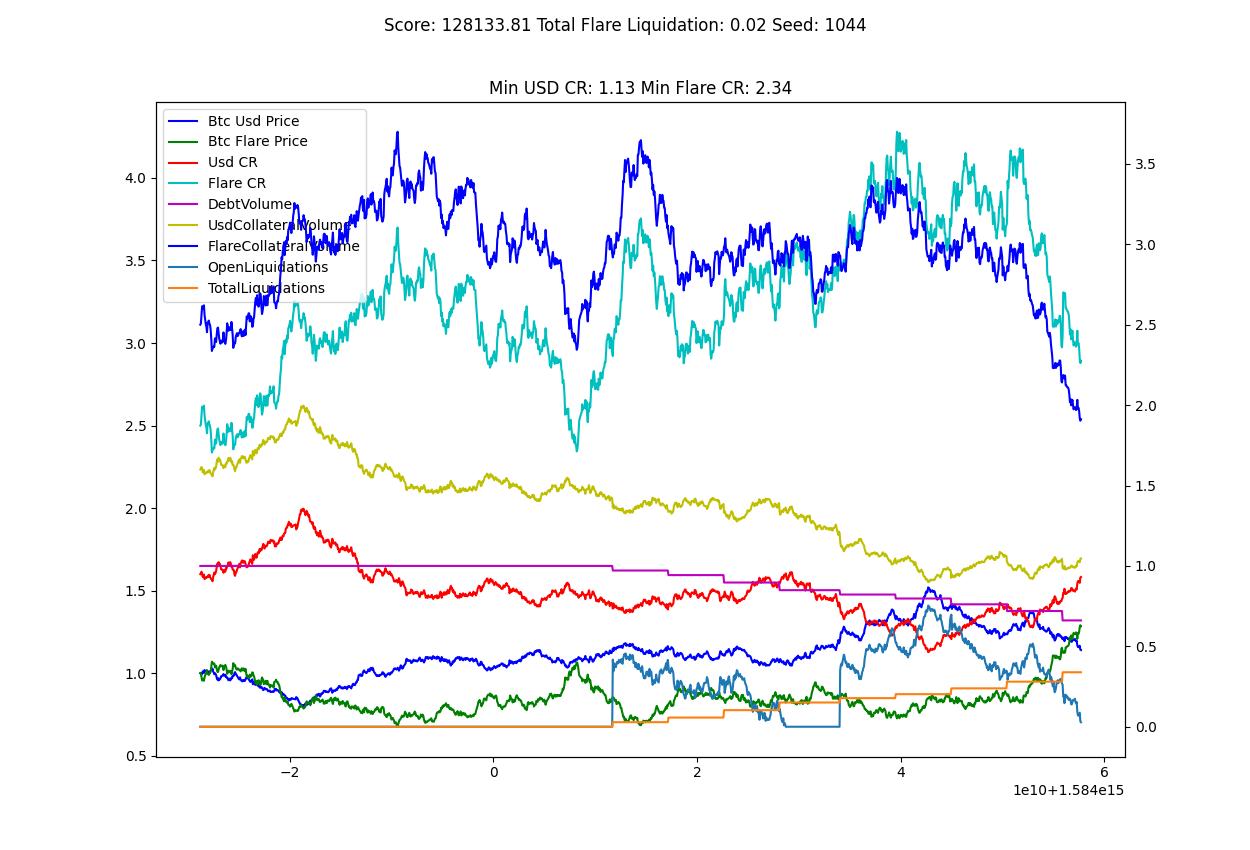 Score: 128133.81 Total Flare Liquidation: 0.02 Seed: 1044
Min USD CR: 1.13 Min Flare CR: 2.34
Btc Usd Price
Btc Flare Price
Usd CR
Flare CR
DebtVolume
UsdCollateralVolume
FlareCollateralVolume
OpenLiquidations
TotalLiquidations
4.0
3.5
3.0
2.5
2.0
1.5
1.0
0.5
3.5
3.0
2.5
2.0
1.5
1.0
0.5
0.0
−2
0
2
4
6
1e10+1.584e15